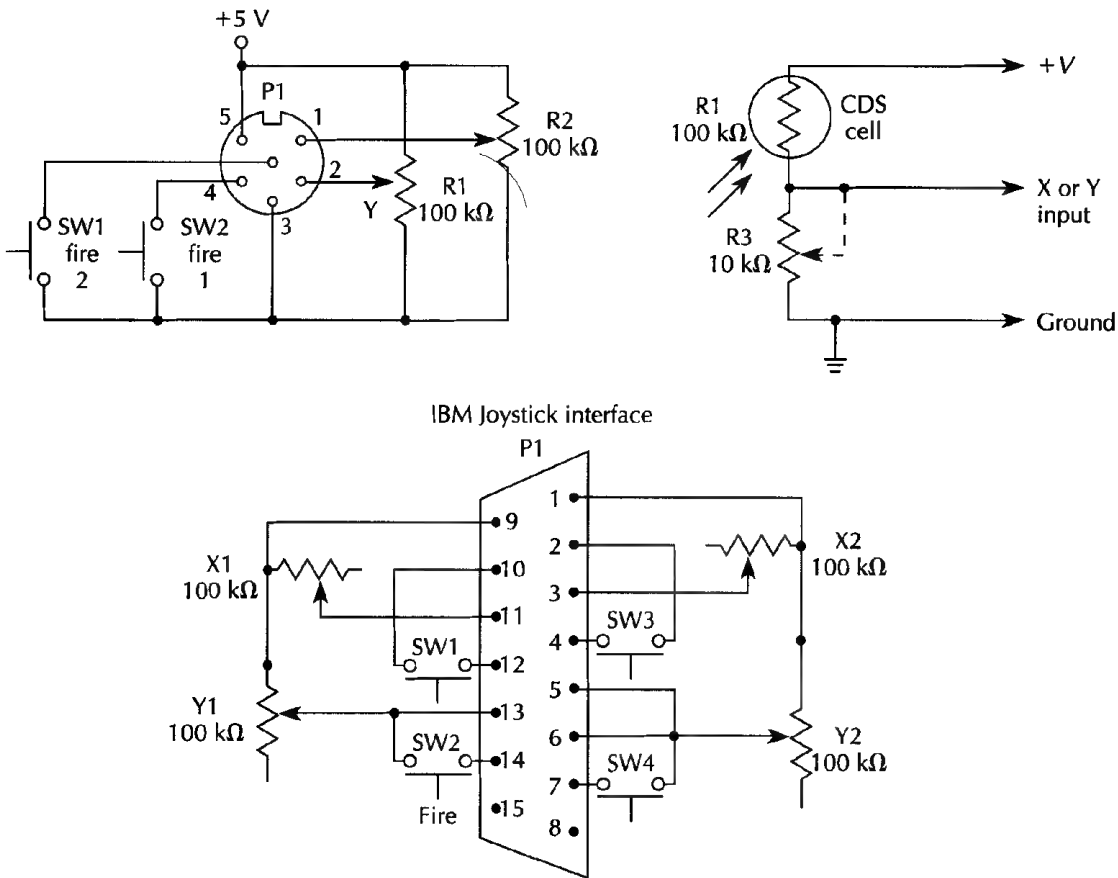 +5 V
P1
5
1
4
2
3
Y
R1
100 kΩ
R2
100 kΩ
SW1
fire
2
SW2
fire
1
R1
100 kΩ
CDS
cell
+V
X or Y
input
R3
10 kΩ
Ground
IBM Joystick interface
P1
1
9
2
X1
100 kΩ
10
X2
100 kΩ
3
11
SW3
4
SW1
12
5
Y1
100 kΩ
13
6
Y2
100 kΩ
SW2
14
SW4
7
Fire
15
8